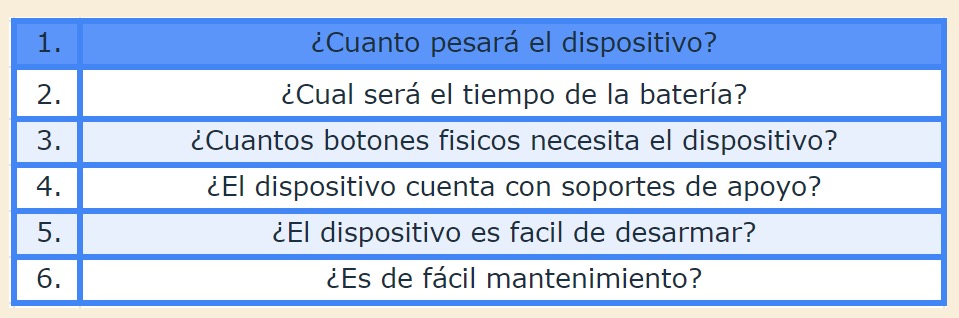 1. ¿Cuanto pesará el dispositivo?
2. ¿Cual será el tiempo de la batería?
3. ¿Cuantos botones fisicos necesita el dispositivo?
4. ¿El dispositivo cuenta con soportes de apoyo?
5. ¿El dispositivo es facil de desarmar?
6. ¿Es de fácil mantenimiento?